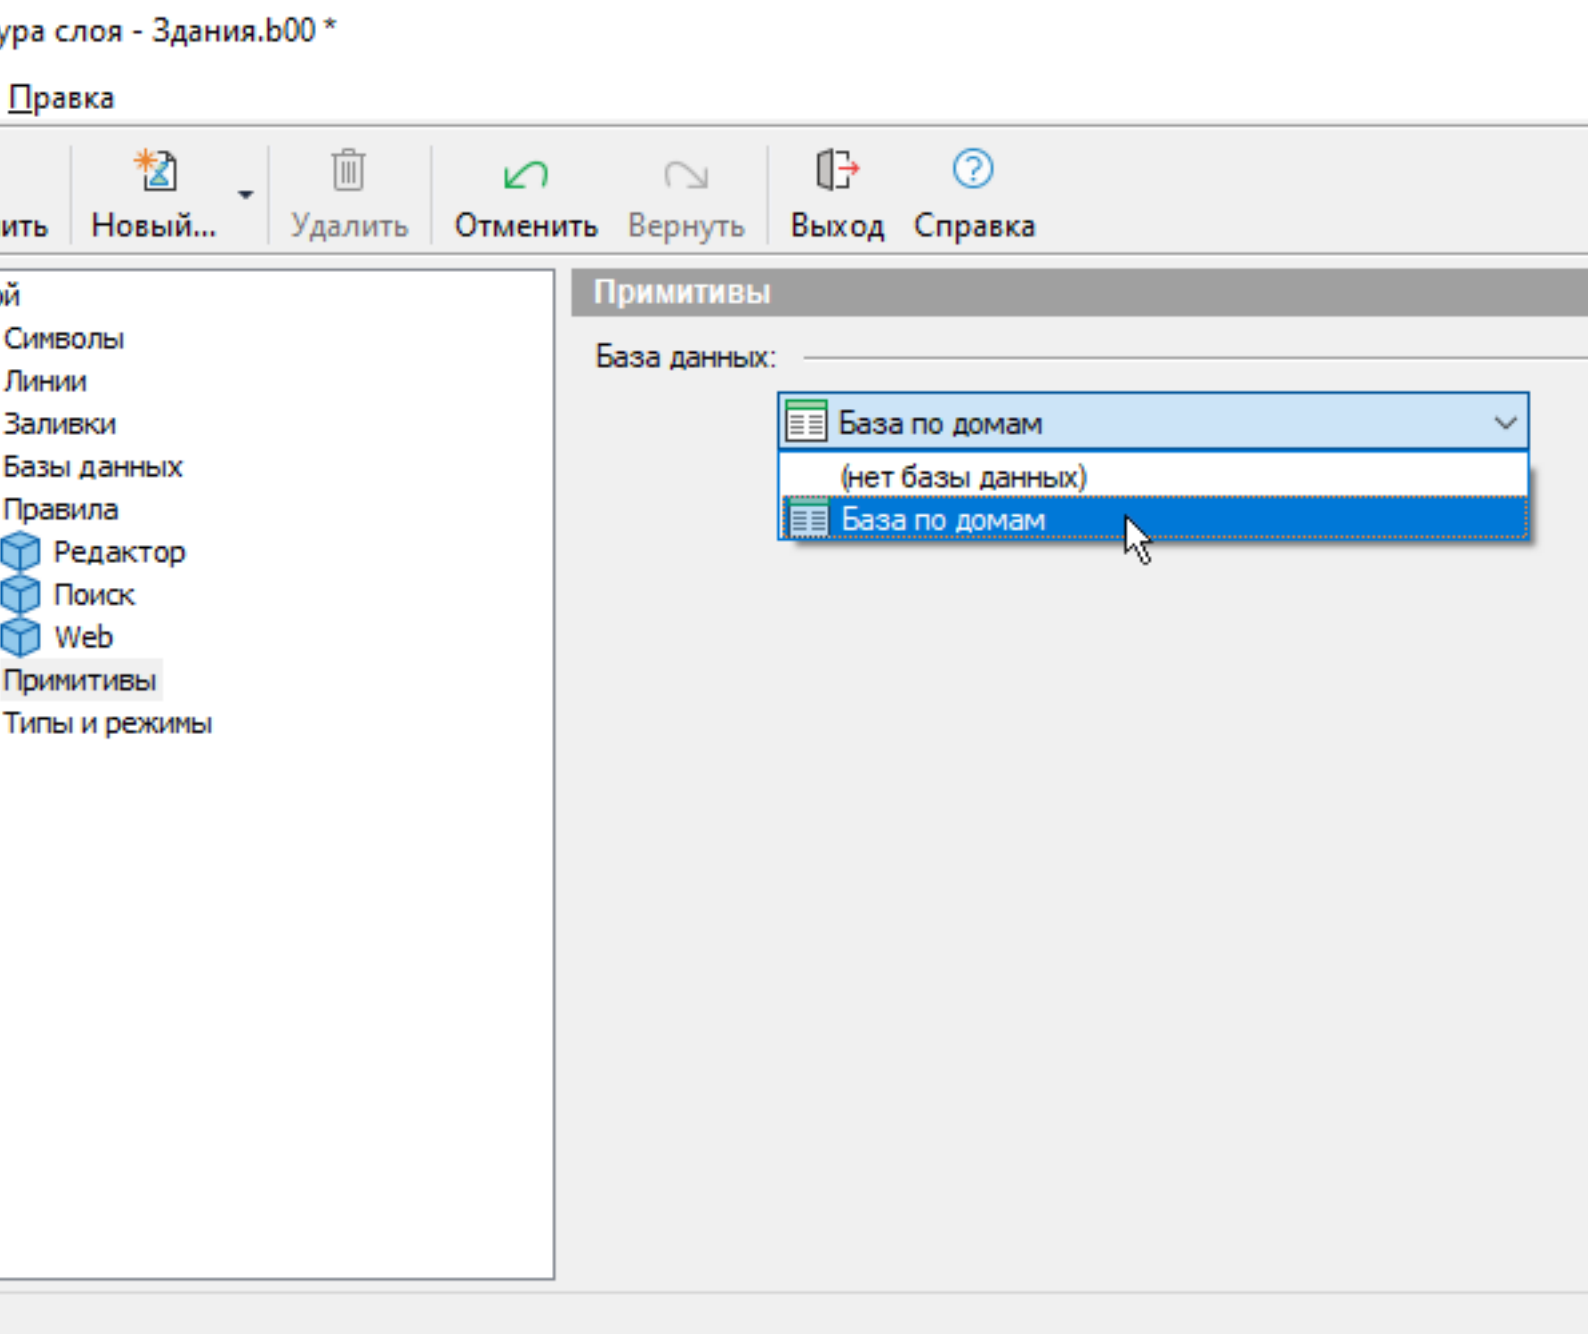 ура слоя - Здания.b00 *
Правка
ить Новый... Удалить Отменить Вернуть Выход Справка
ой
Символы
Линии
Заливки
Базы данных
Правила
Редактор
Поиск
Web
Примитивы
Типы и режимы
Примитивы
База данных:
База по домам
(нет базы данных)
База по домам